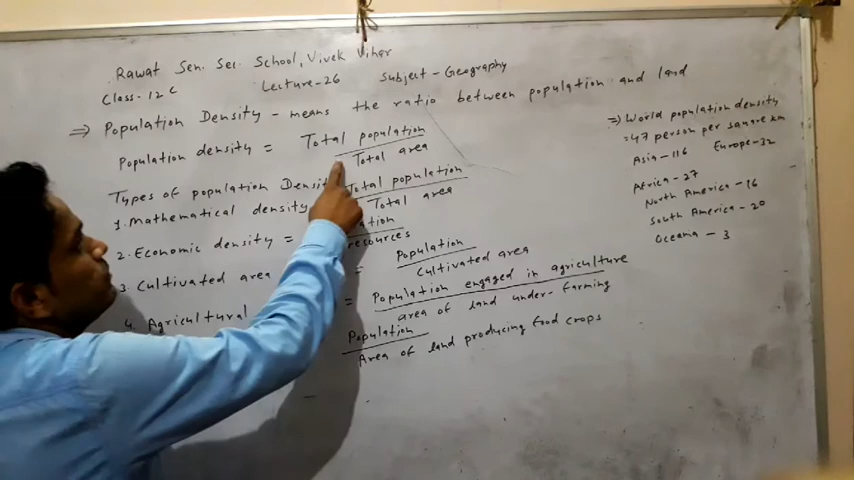 Rawat Sen. Sec. School, Vivek Vihar
Class-12 C Lecture-26 Subject-Geography
⇒ Population Density - means the ratio between population and land
Population density = Total population
Total area
Types of population Density
1. Mathematical density Total population
Total area
2. Economic density =
resources
3. Cultivated area = Population
Cultivated area
4. Agricultural = Population engaged in agriculture
area of land under-farming
Population
Area of land producing food crops
⇒ World population density
=47 person per square km
Asia-116 Europe-32
Africa-27
North America-16
South America-20
Oceania-3